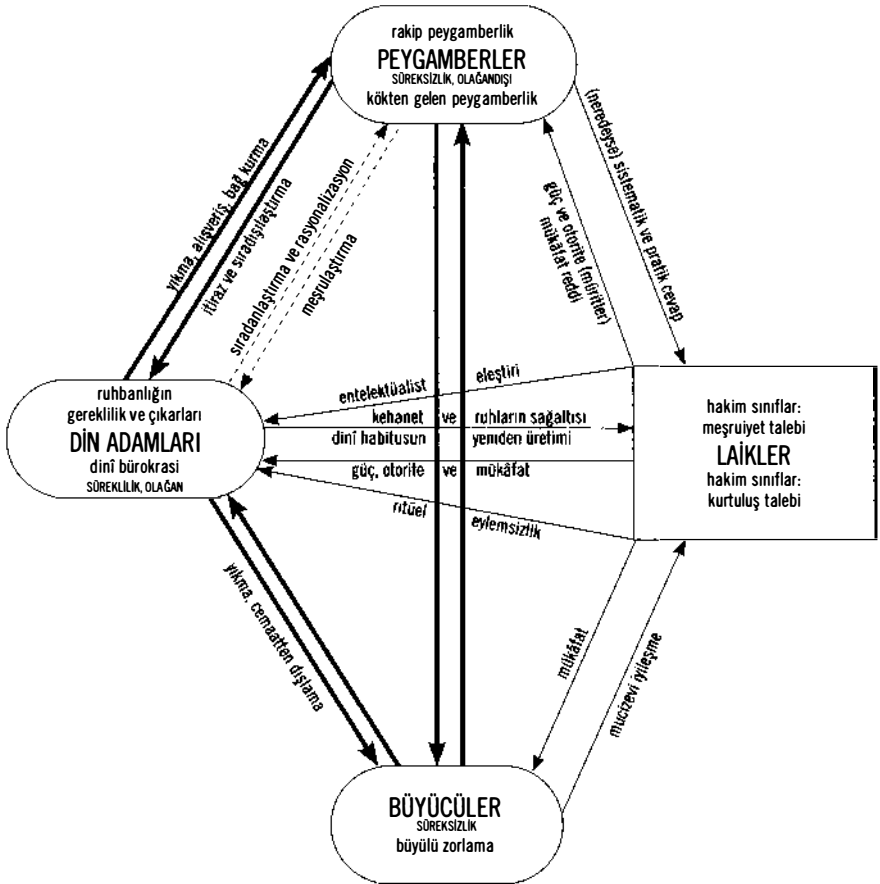 rakip peygamberlik
PEYGAMBERLER
SÜREKSİZLİK, OLAĞANDIŞI
kökten gelen peygamberlik
yıkma, alışveriş, bağ kurma
itiraz ve sıradışılaştırma
sıradanlaştırma ve rasyonalizasyon
meşrulaştırma
güç ve otorite (müritler)
mükâfat reddi
(neredeyse) sistematik ve pratik cevap
ruhbanlığın
gereklilik ve çıkarları
DİN ADAMLARI
dinî bürokrasi
SÜREKLİLİK, OLAĞAN
entelektüalist eleştiri
kehanet ve ruhların sağaltısı
dinî habitusun yeniden üretimi
güç, otorite ve mükâfat
ritüel eylemsizlik
hakim sınıflar:
meşruiyet talebi
LAİKLER
hakim sınıflar:
kurtuluş talebi
yıkma, cemaatten dışlama
mükâfat
mucizevi iyileşme
BÜYÜCÜLER
SÜREKSİZLİK
büyülü zorlama